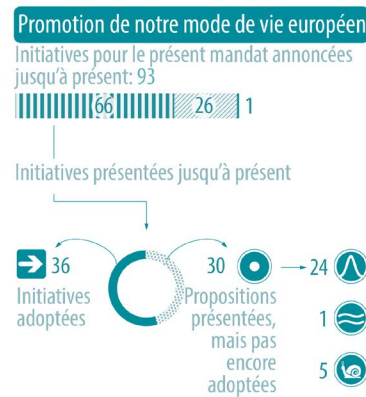 Promotion de notre mode de vie européen
Initiatives pour le présent mandat annoncées
jusqu'à présent: 93
66 26 1
Initiatives présentées jusqu'à présent
36
Initiatives
adoptées
30
Propositions
présentées,
mais pas
encore
adoptées
24
1
5